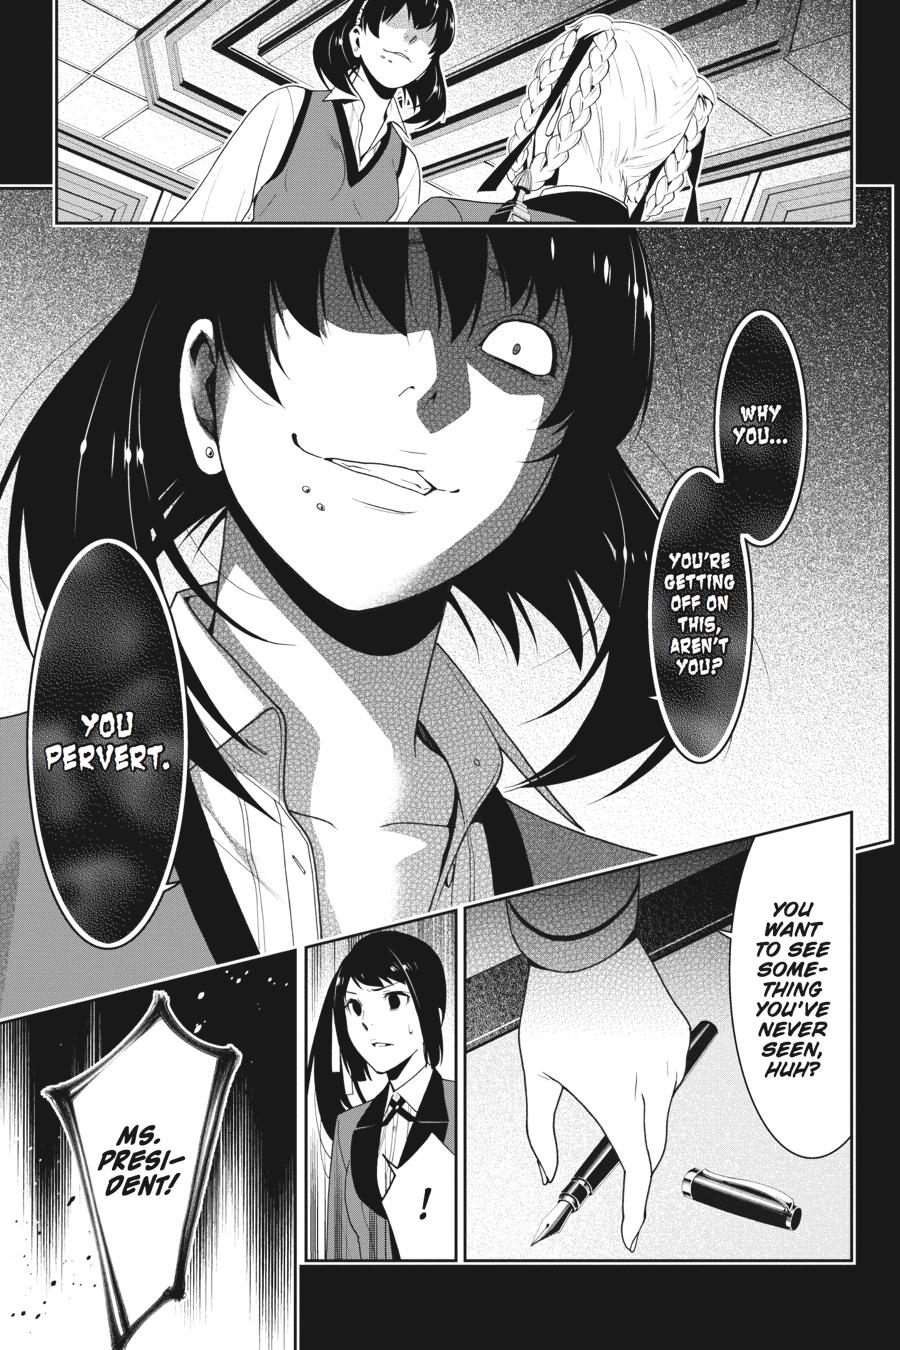 WHY
YOU...
YOU'RE
GETTING
OFF ON
THIS,
AREN'T
YOU?
YOU
PERVERT.
YOU
WANT
TO SEE
SOME-
THING
YOU'VE
NEVER
SEEN,
HUH?
!
MS.
PRESI-
DENT!